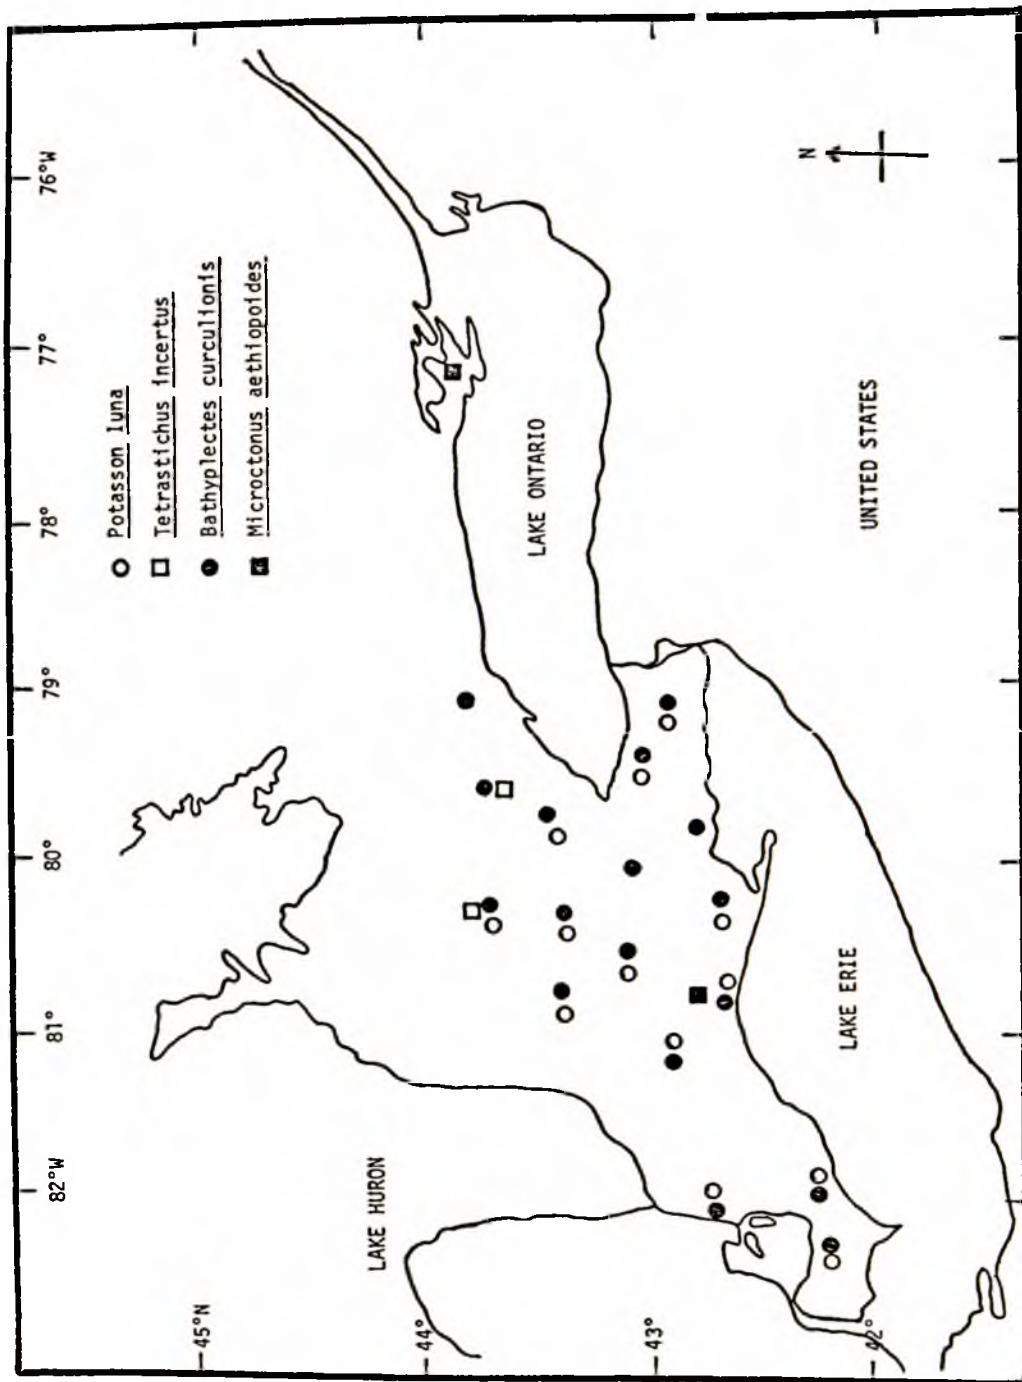 82°W
81°
80°
79°
78°
77°
76°W
45°N
44°
43°
42°
Potasson luna
Tetrastichus incertus
Bathyplectes curculionis
Microctonus aethiopoides
LAKE HURON
LAKE ONTARIO
LAKE ERIE
UNITED STATES
N